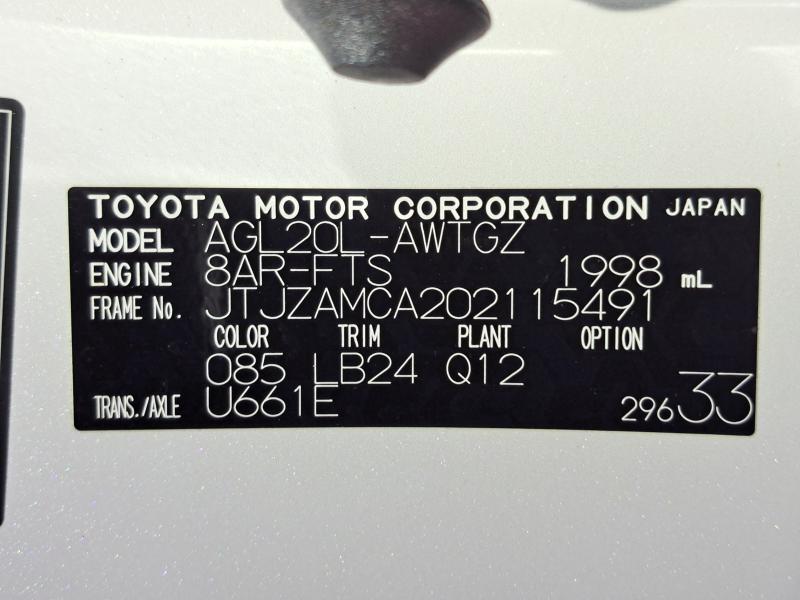 TOYOTA MOTOR CORPORATION JAPAN
MODEL AGL20L-AWTGZ
ENGINE 8AR-FTS 1998 mL
FRAME No. JTJZAMCA202115491
COLOR TRIM PLANT OPTION
085 LB24 Q12
TRANS./AXLE U661E 29633